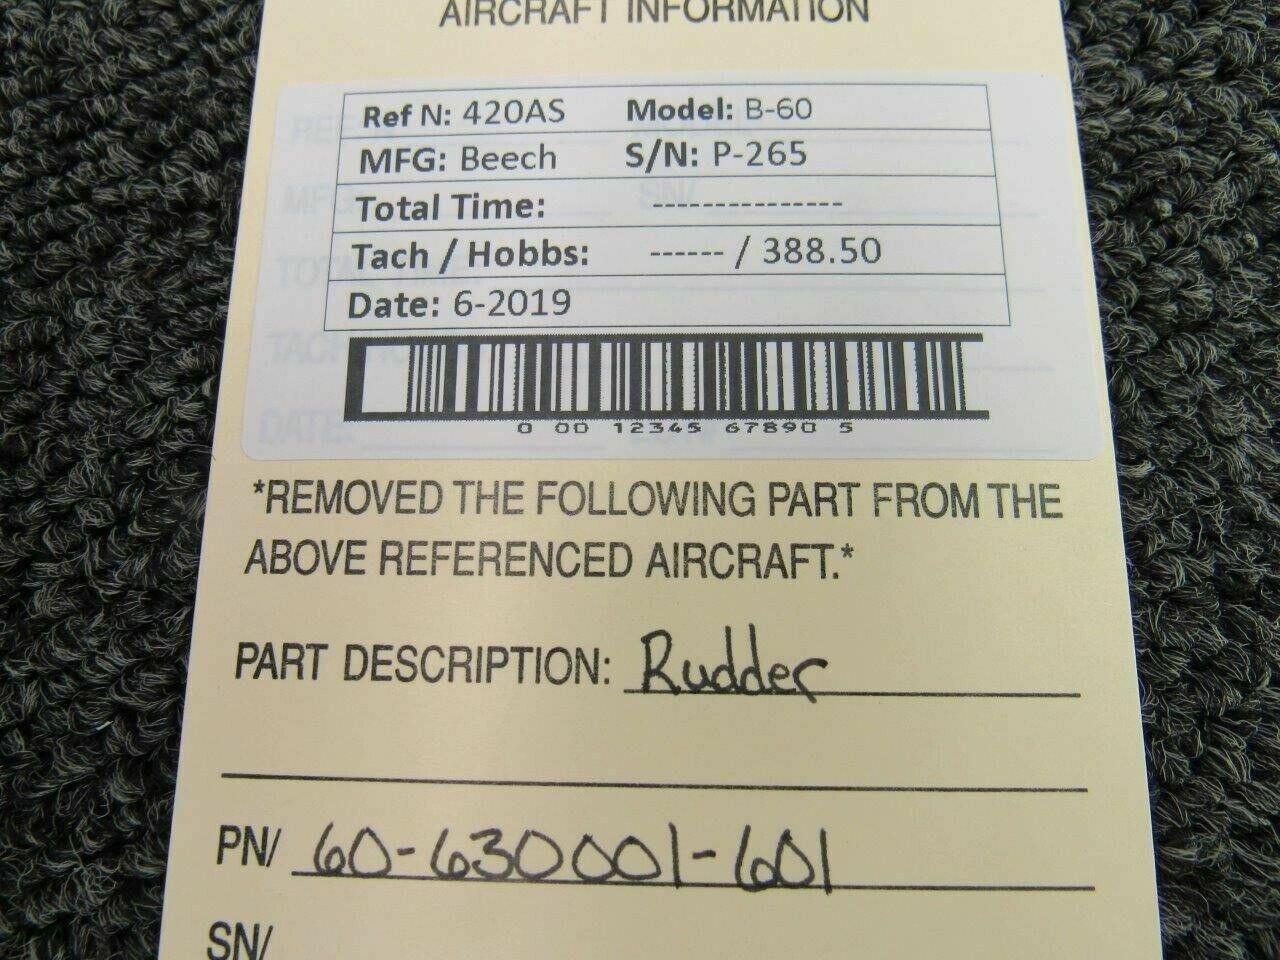 AIRCRAFT INFORMATION
Ref N: 420AS Model: B-60
MFG: Beech S/N: P-265
Total Time: ---------------
Tach / Hobbs: ------ / 388.50
Date: 6-2019
0 00 12345 67890 5
*REMOVED THE FOLLOWING PART FROM THE
ABOVE REFERENCED AIRCRAFT.*
PART DESCRIPTION: Rudder
PN/ 60-630001-601
SN/